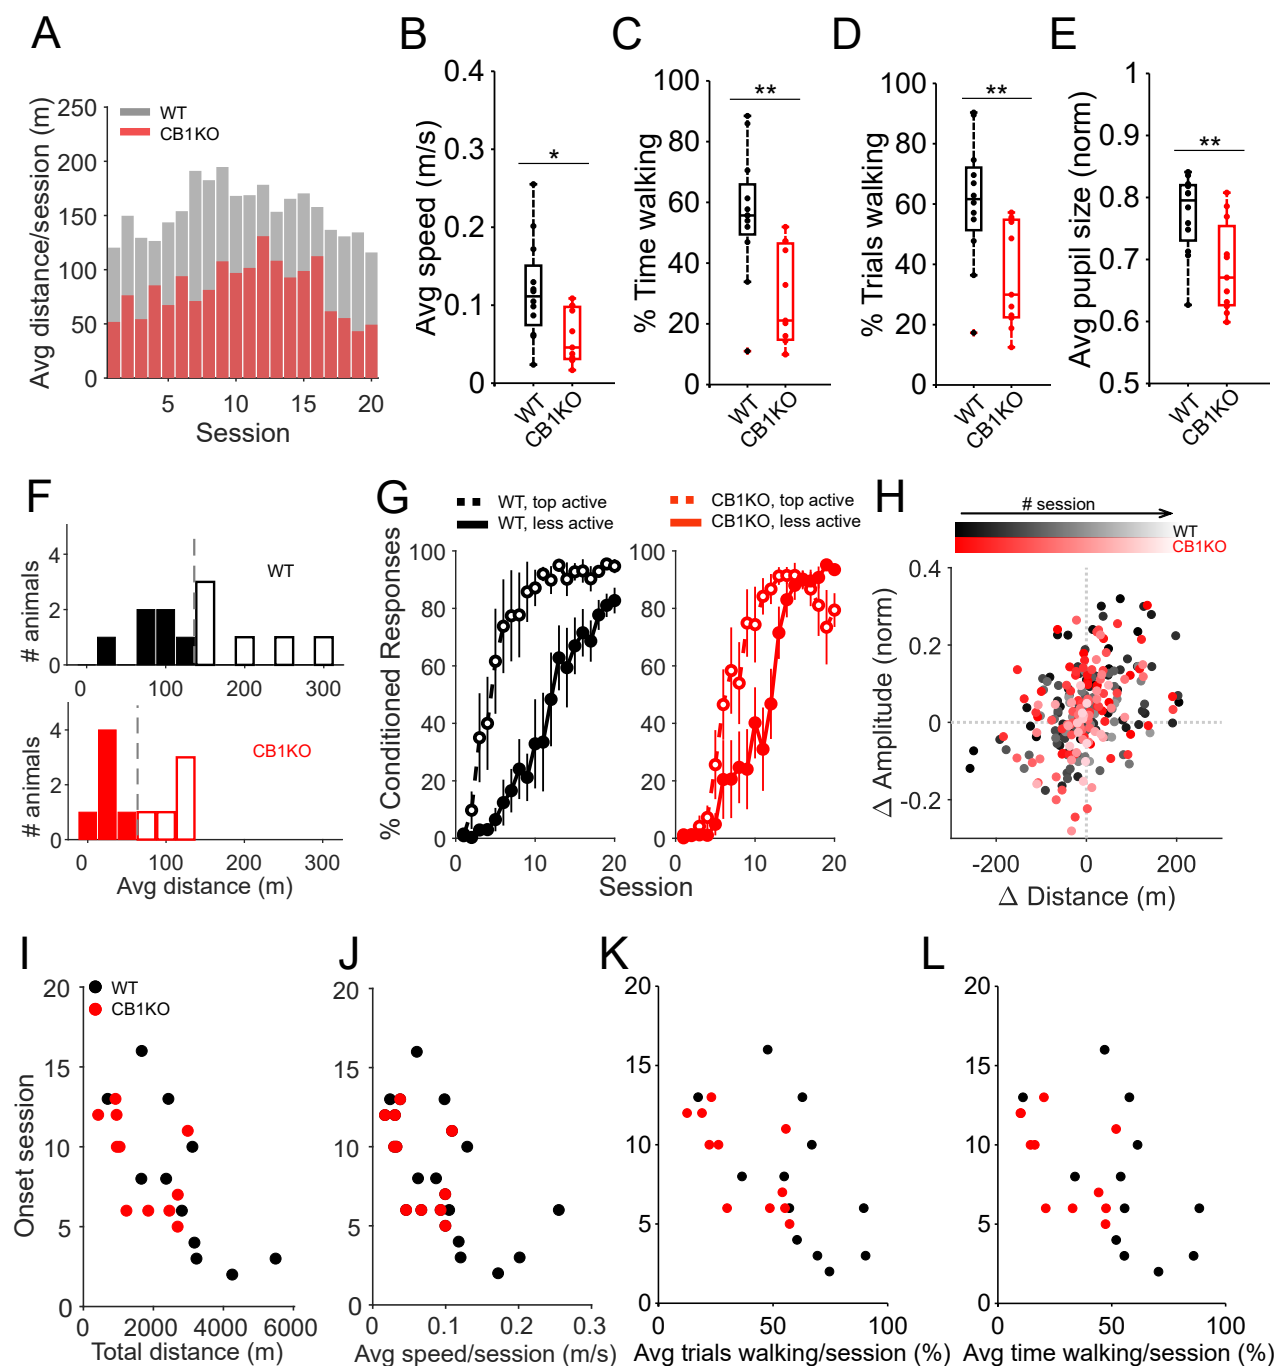 A
B
C
D
E
Avg distance/session (m)
250
200
150
100
50
0
WT
CB1KO
5
10
15
20
Session
Avg speed (m/s)
0.4
0.3
0.2
0.1
0
*
WT
CB1KO
% Time walking
100
80
60
40
20
0
**
WT
CB1KO
% Trials walking
100
80
60
40
20
0
**
WT
CB1KO
Avg pupil size (norm)
1
0.9
0.8
0.7
0.6
0.5
**
WT
CB1KO
F
# animals
4
2
0
WT
0
100
200
300
# animals
4
2
0
CB1KO
0
100
200
300
Avg distance (m)
G
WT, top active
WT, less active
CB1KO, top active
CB1KO, less active
% Conditioned Responses
100
80
60
40
20
0
0
10
20
100
80
60
40
20
0
0
10
20
Session
H
# session
WT
CB1KO
Δ Amplitude (norm)
0.4
0.2
0
-0.2
-200
0
200
Δ Distance (m)
I
WT
CB1KO
Onset session
20
15
10
5
0
0
2000
4000
6000
Total distance (m)
J
20
15
10
5
0
0
0.1
0.2
0.3
Avg speed/session (m/s)
K
20
15
10
5
0
0
50
100
Avg trials walking/session (%)
L
20
15
10
5
0
0
50
100
Avg time walking/session (%)